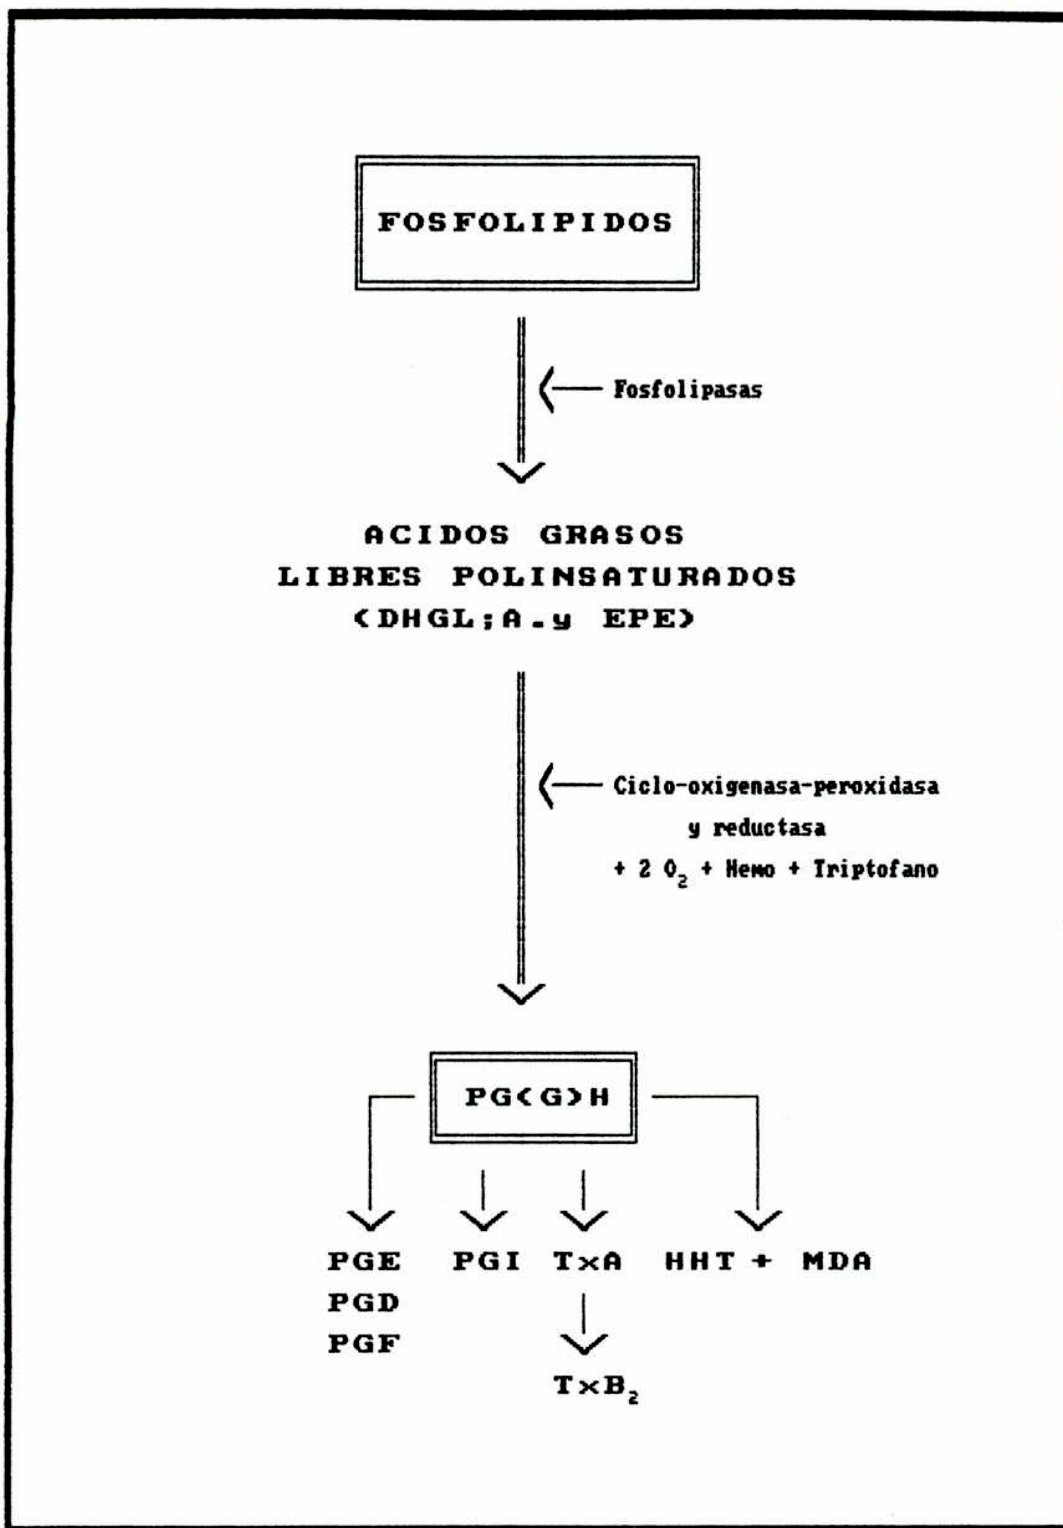 FOSFOLIPIDOS
Fosfolipasas
ACIDOS GRASOS
LIBRES POLINSATURADOS
(DHGL;A.y EPE)
Ciclo-oxigenasa-peroxidasa
y reductasa
+ 2 O₂ + Hemo + Triptofano
PG(G)H
PGE PGI TxA HHT + MDA
PGD
PGF
TxB₂